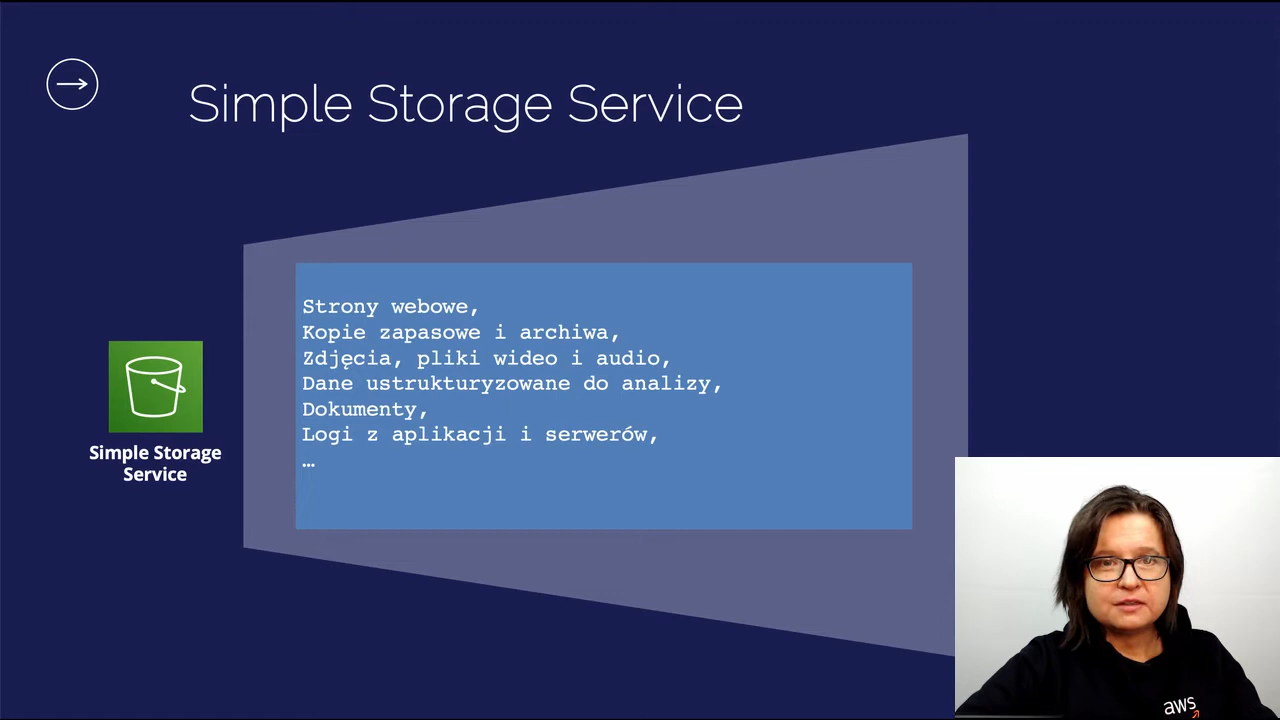 Simple Storage Service
Strony webowe,
Kopie zapasowe i archiwa,
Zdjęcia, pliki wideo i audio,
Dane ustrukturyzowane do analizy,
Dokumenty,
Logi z aplikacji i serwerów,
…
Simple Storage
Service
aws